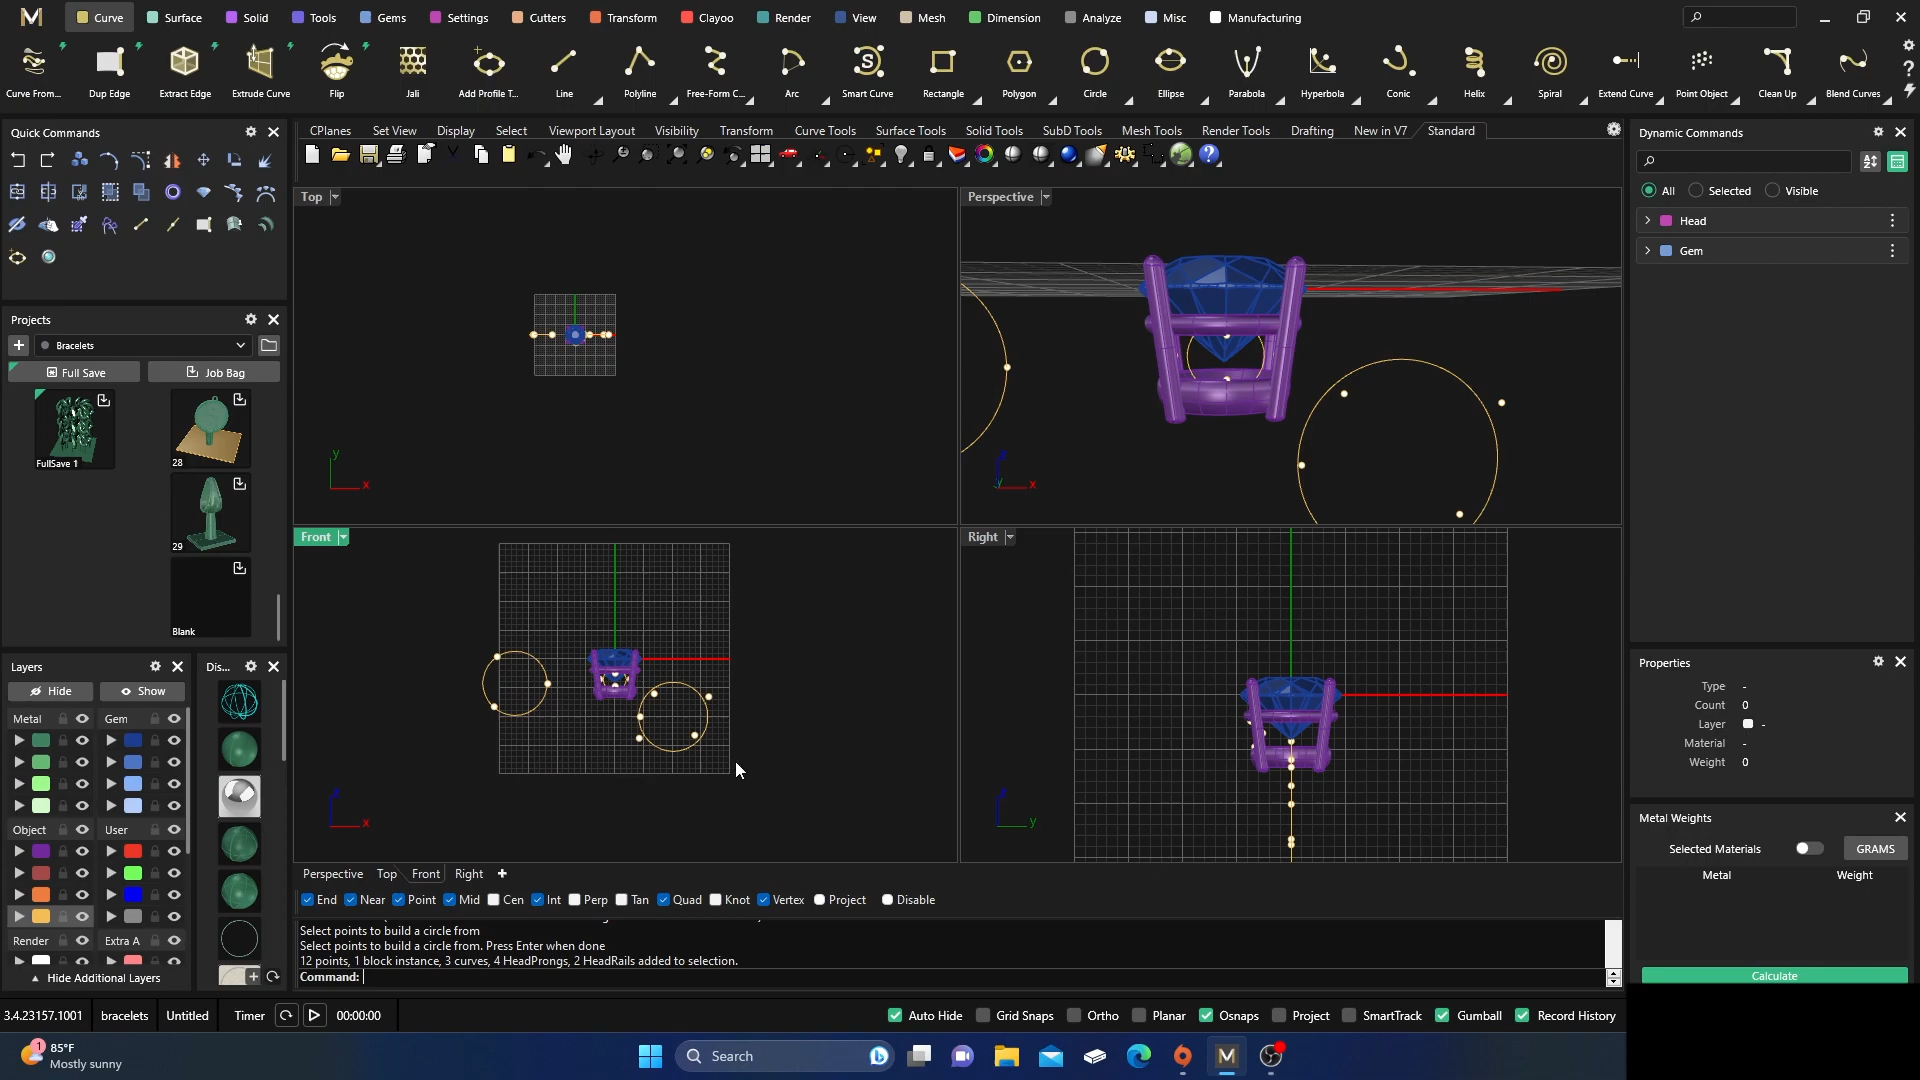 Curve Surface Solid Tools Gems Settings Cutters Transform Clayoo Render View Mesh Dimension Analyze Misc Manufacturing
Curve From... Dup Edge Extract Edge Extrude Curve Flip Jali Add Profile T... Line Polyline Free-Form C... Arc Smart Curve Rectangle Polygon Circle Ellipse Parabola Hyperbola Conic Helix Spiral Extend Curve Point Object Clean Up Blend Curves
Quick Commands
CPlanes Set View Display Select Viewport Layout Visibility Transform Curve Tools Surface Tools Solid Tools SubD Tools Mesh Tools Render Tools Drafting New in V7 Standard
Dynamic Commands
All Selected Visible
Head
Gem
Top
Perspective
y
x
z
y x
Projects
Bracelets
Full Save Job Bag
FullSave 1
28
29
Blank
Front
Right
z
x
z
y
Layers
Hide Show
Metal Gem
Object User
Render Extra A
Hide Additional Layers
Dis...
Properties
Type -
Count 0
Layer -
Material -
Weight 0
Metal Weights
Selected Materials GRAMS
Metal Weight
Calculate
Perspective Top Front Right
End Near Point Mid Cen Int Perp Tan Quad Knot Vertex Project Disable
Select points to build a circle from
Select points to build a circle from. Press Enter when done
12 points, 1 block instance, 3 curves, 4 HeadProngs, 2 HeadRails added to selection.
Command:
3.4.23157.1001 bracelets Untitled Timer 00:00:00
Auto Hide Grid Snaps Ortho Planar Osnaps Project SmartTrack Gumball Record History
1
85°F
Mostly sunny
Search